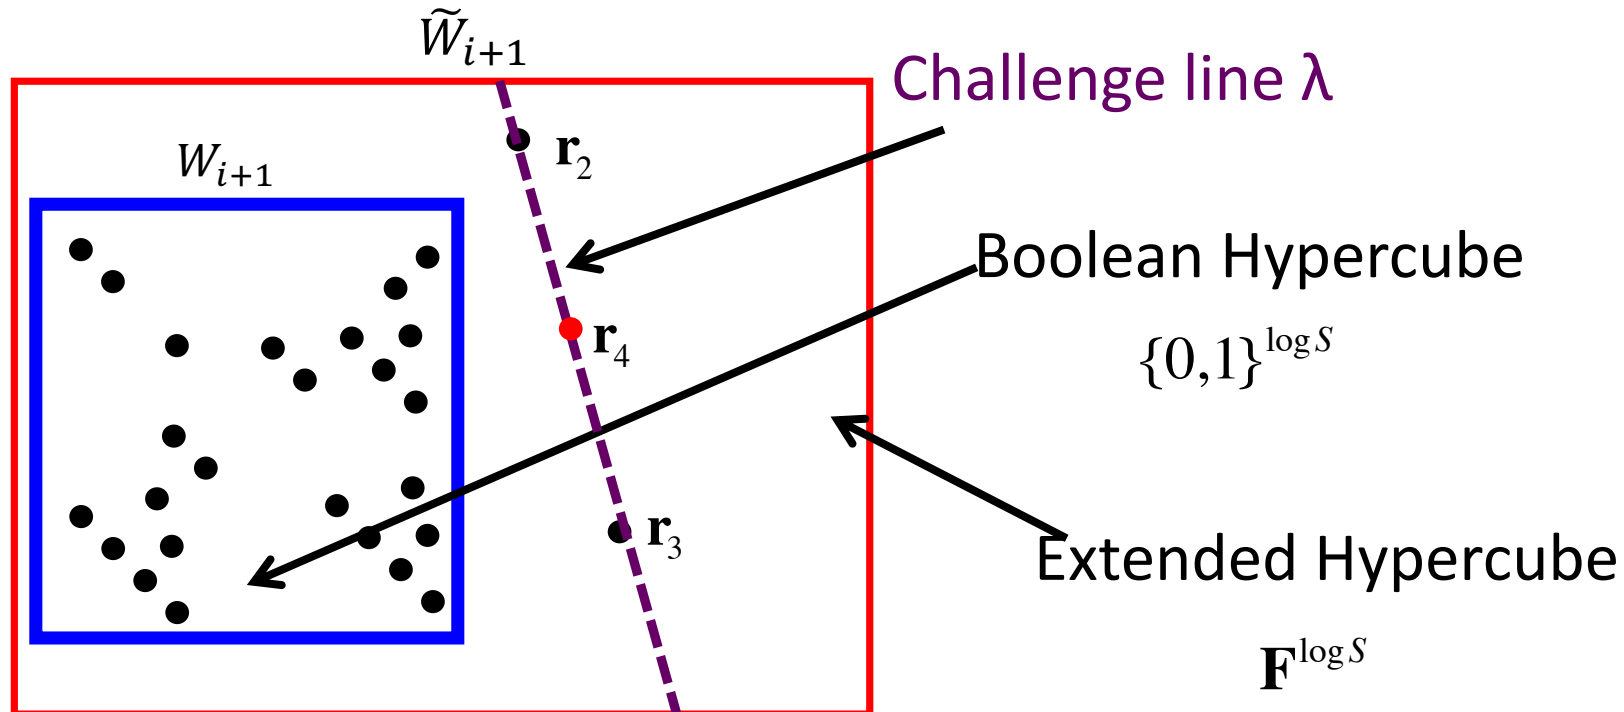 W̃ᵢ₊₁
Challenge line λ
Wᵢ₊₁
r₂
Boolean Hypercube
{0,1}^{log S}
r₄
r₃
Extended Hypercube
F^{log S}